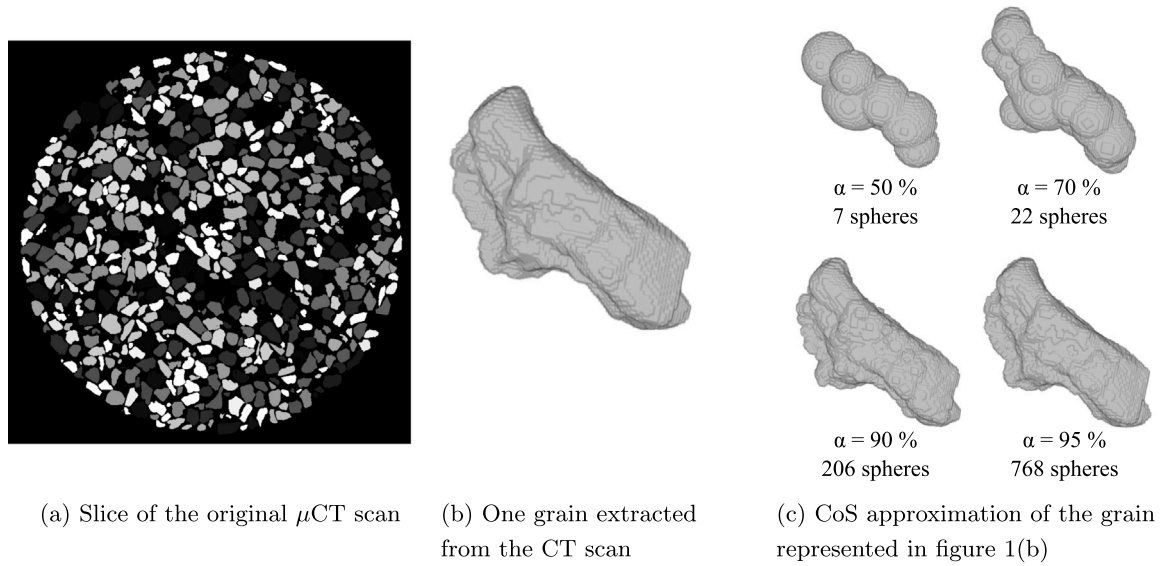 α = 50 %
7 spheres
α = 70 %
22 spheres
α = 90 %
206 spheres
α = 95%
768 spheres
(a) Slice of the original μCT scan
(b) One grain extracted
from the CT scan
(c) CoS approximation of the grain
represented in figure 1(b)